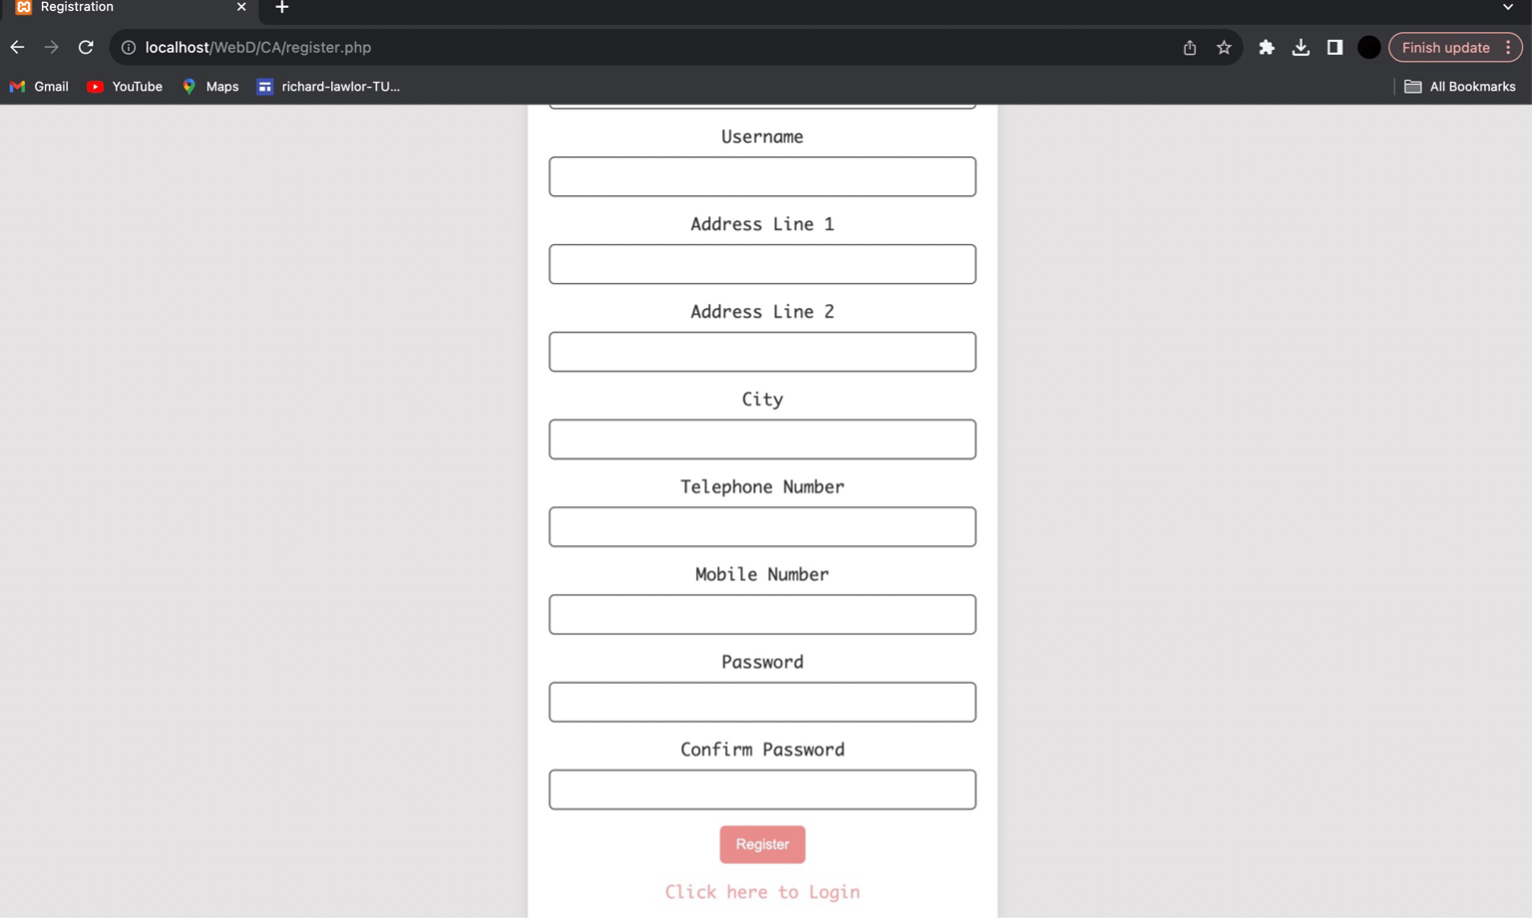 Registration
localhost/WebD/CA/register.php
Finish update
Gmail YouTube Maps richard-lawlor-TU... All Bookmarks
Username
Address Line 1
Address Line 2
City
Telephone Number
Mobile Number
Password
Confirm Password
Register
Click here to Login